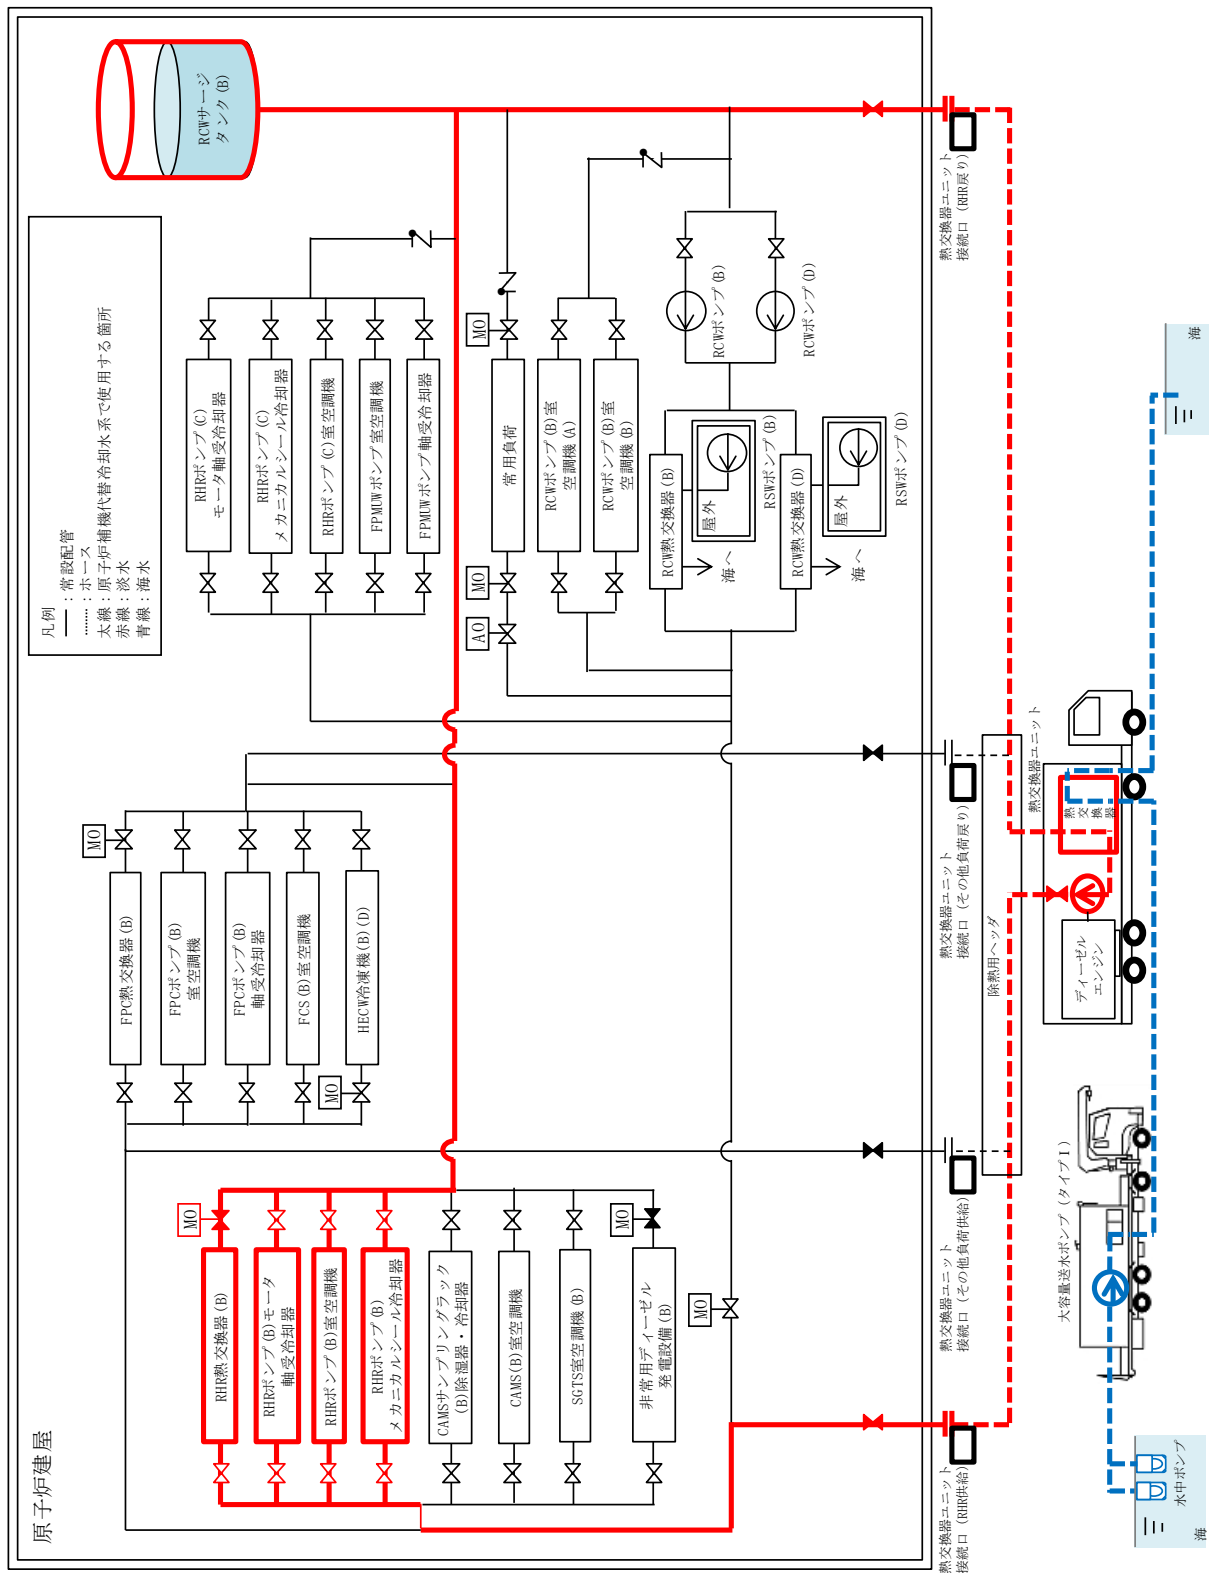 原子炉建屋
RCWサージ
タンク(B)
凡例
：常設配管
：ホース
太線：原子炉補機代替冷却水系で使用する箇所
赤線：淡水
青線：海水
RHRポンプ(C)
モータ軸受冷却器
RHRポンプ(C)
メカニカルシール冷却器
RHRポンプ(C)室空調機
FPMUWポンプ室空調機
FPMUWポンプ軸受冷却器
MO
常用負荷
MO
AO
RCWポンプ(B)室
空調機(A)
RCWポンプ(B)室
空調機(B)
RCWポンプ(B)
RCWポンプ(D)
RCW熱交換器(B)
屋外
RSWポンプ(B)
海へ
RCW熱交換器(D)
屋外
RSWポンプ(D)
海へ
MO
FPC熱交換器(B)
FPCポンプ(B)
室空調機
FPCポンプ(B)
軸受冷却器
FCS(B)室空調機
HECW冷凍機(B)(D)
MO
MO
RHR熱交換器(B)
RHRポンプ(B)モータ
軸受冷却器
RHRポンプ(B)室空調機
RHRポンプ(B)
メカニカルシール冷却器
CAMSサンプリングラック
(B)除湿器・冷却器
CAMS(B)室空調機
SGTS室空調機(B)
MO
非常用ディーゼル
発電設備(B)
MO
熱交換器ユニット
接続口（RHR戻り）
熱交換器ユニット
接続口（その他負荷戻り）
熱交換器ユニット
接続口（その他負荷供給）
熱交換器ユニット
接続口（RHR供給）
除熱用ヘッダ
熱交換器ユニット
熱
交
換
器
ディーゼル
エンジン
大容量送水ポンプ（タイプⅠ）
水中ポンプ
海
海